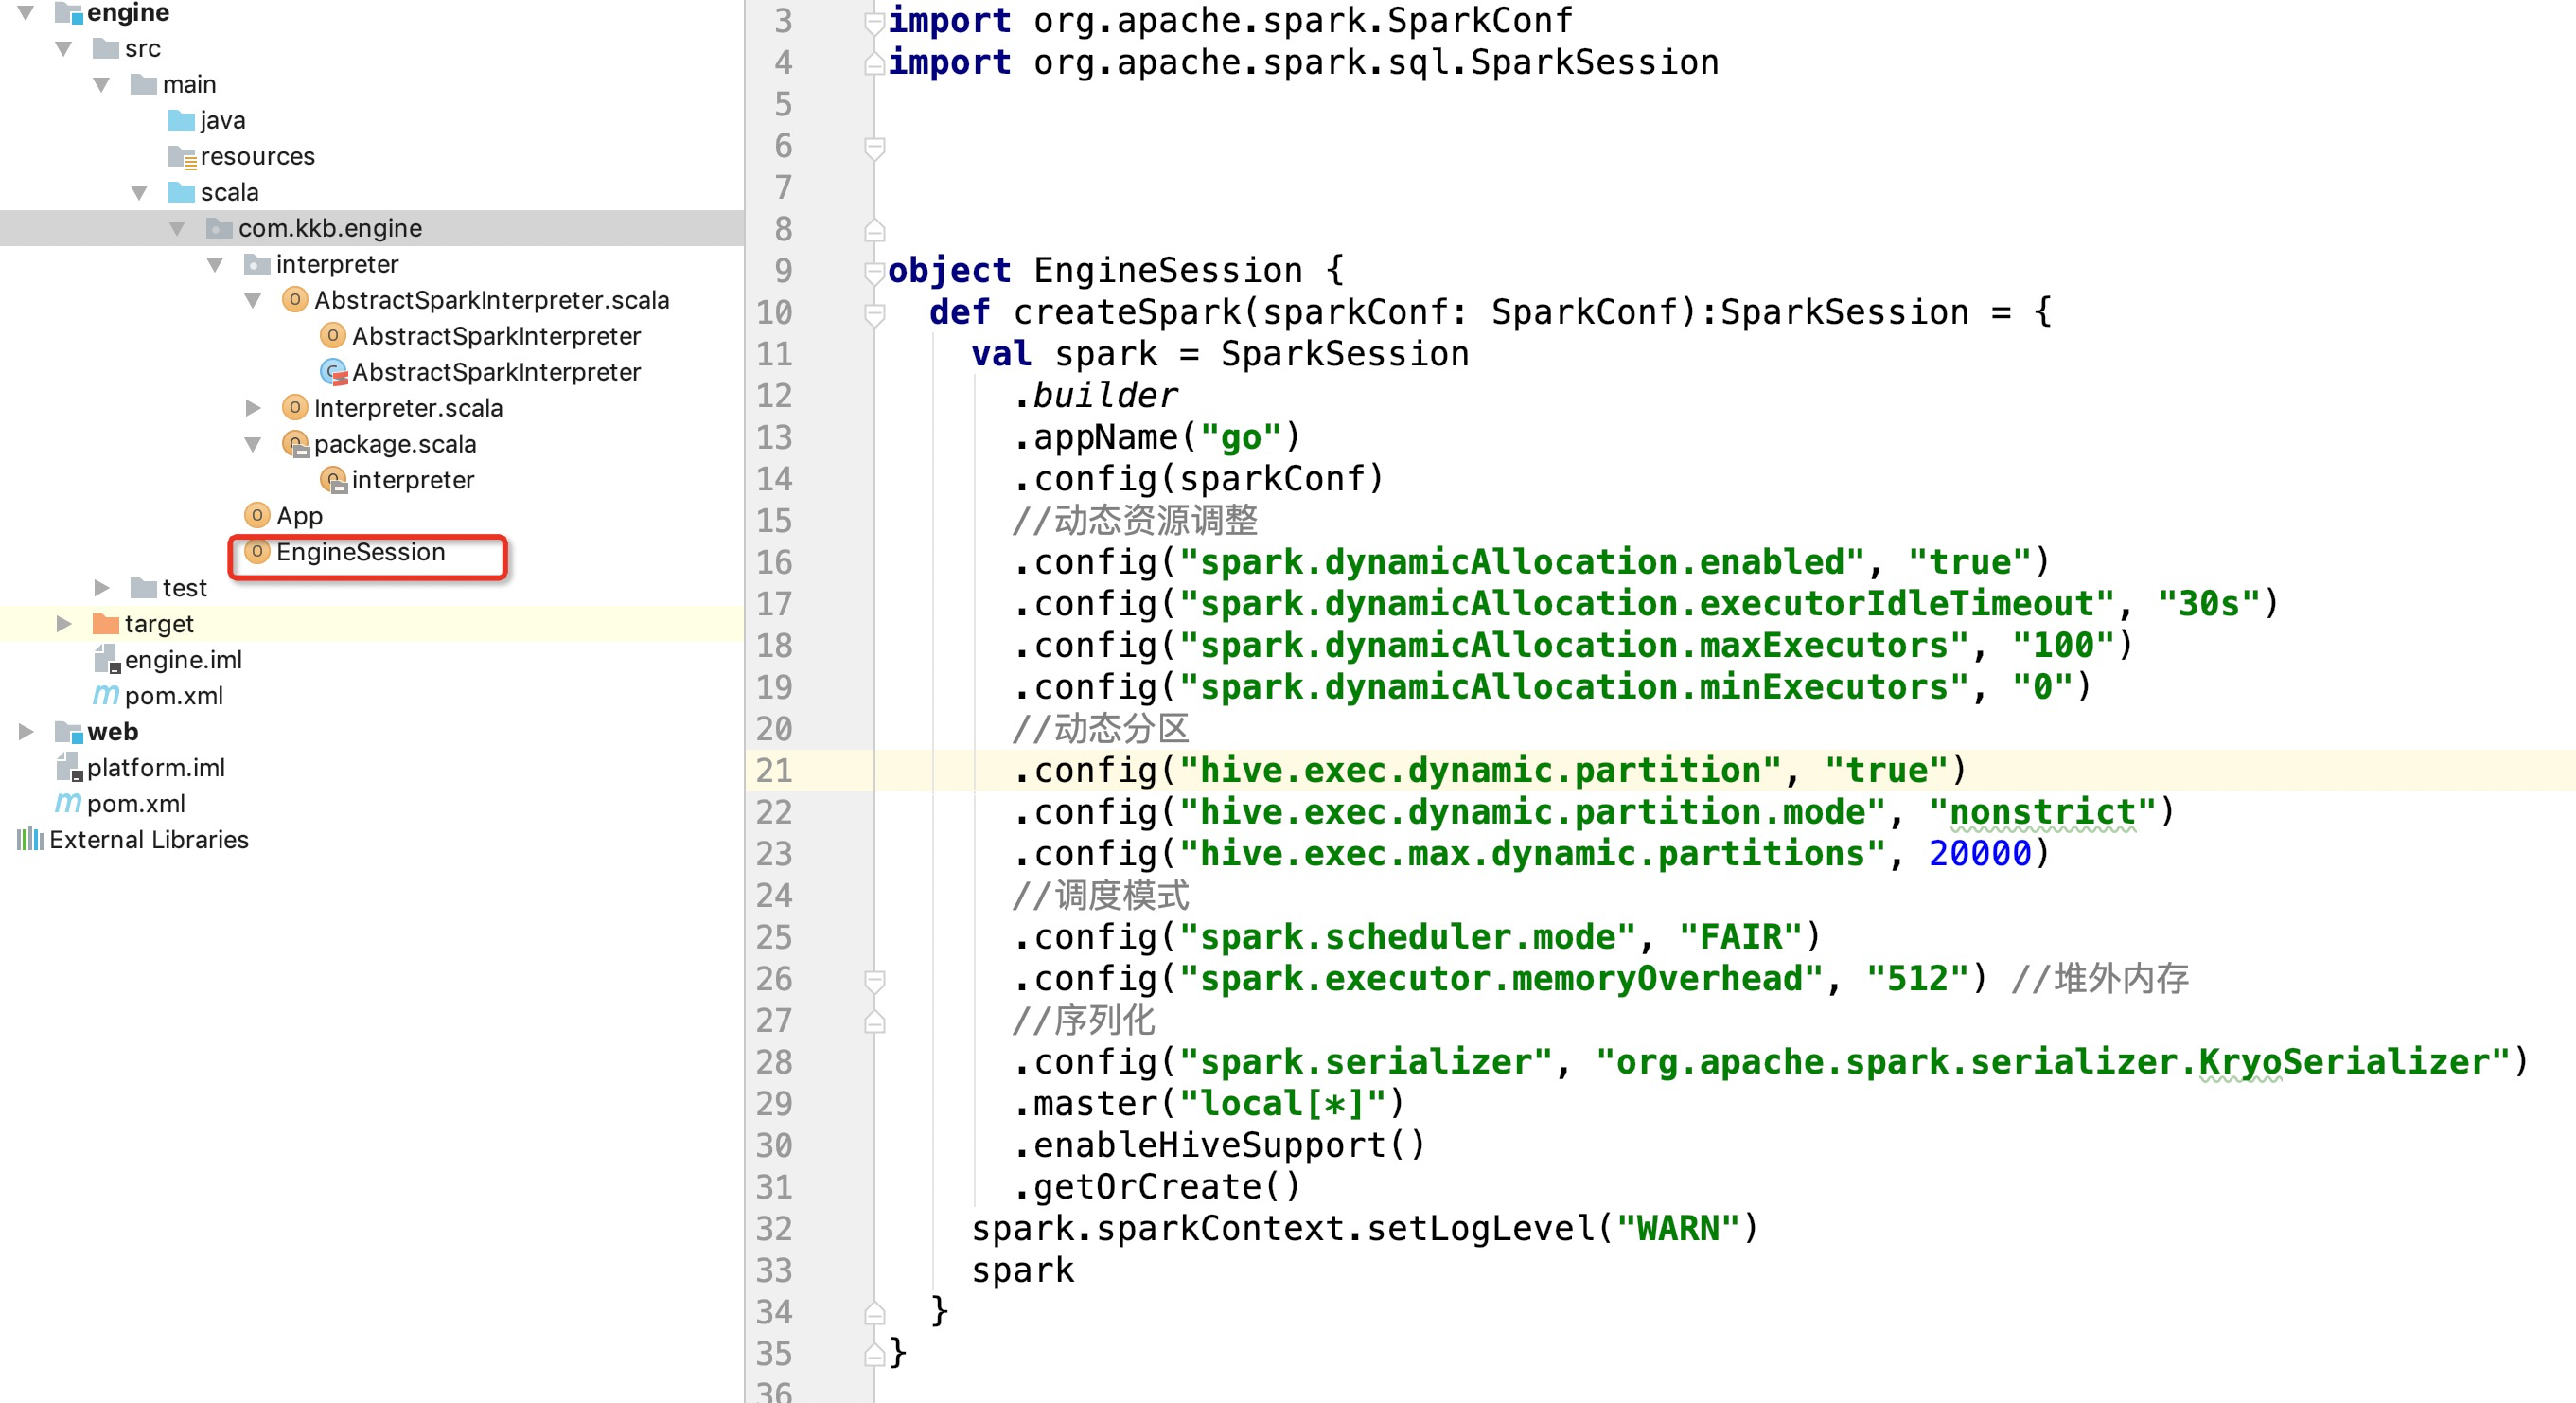 engine
src
main
java
resources
scala
com.kkb.engine
interpreter
AbstractSparkInterpreter.scala
AbstractSparkInterpreter
AbstractSparkInterpreter
Interpreter.scala
package.scala
interpreter
App
EngineSession
test
target
engine.iml
pom.xml
web
platform.iml
pom.xml
External Libraries
3 import org.apache.spark.SparkConf
4 import org.apache.spark.sql.SparkSession
5
6
7
8
9 object EngineSession {
10 def createSpark(sparkConf: SparkConf):SparkSession = {
11 val spark = SparkSession
12 .builder
13 .appName("go")
14 .config(sparkConf)
15 //动态资源调整
16 .config("spark.dynamicAllocation.enabled", "true")
17 .config("spark.dynamicAllocation.executorIdleTimeout", "30s")
18 .config("spark.dynamicAllocation.maxExecutors", "100")
19 .config("spark.dynamicAllocation.minExecutors", "0")
20 //动态分区
21 .config("hive.exec.dynamic.partition", "true")
22 .config("hive.exec.dynamic.partition.mode", "nonstrict")
23 .config("hive.exec.max.dynamic.partitions", 20000)
24 //调度模式
25 .config("spark.scheduler.mode", "FAIR")
26 .config("spark.executor.memoryOverhead", "512") //堆外内存
27 //序列化
28 .config("spark.serializer", "org.apache.spark.serializer.KryoSerializer")
29 .master("local[*]")
30 .enableHiveSupport()
31 .getOrCreate()
32 spark.sparkContext.setLogLevel("WARN")
33 spark
34 }
35 }
36